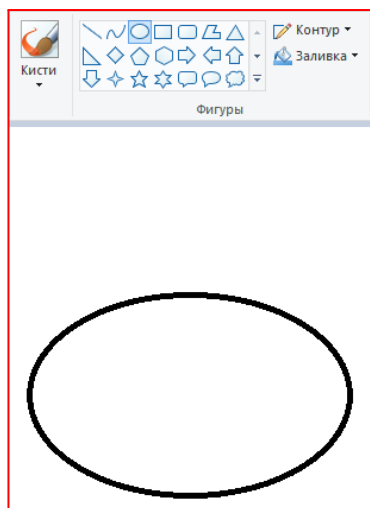 Кисти
Контур
Заливка
Фигуры